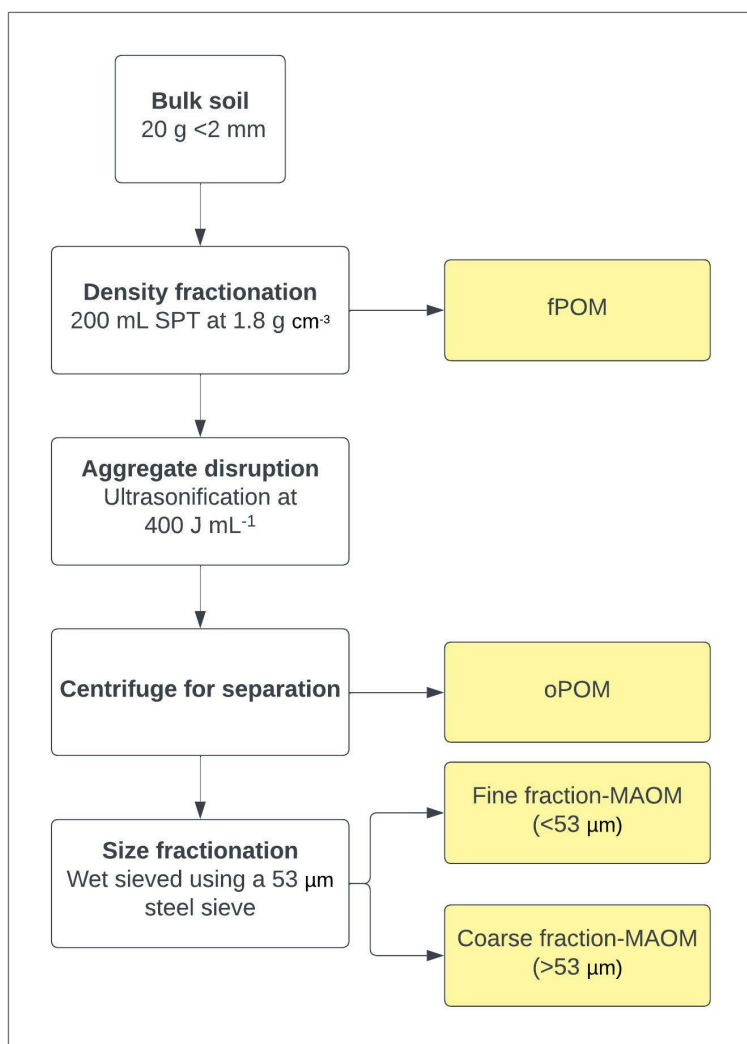 Bulk soil
20 g <2 mm
Density fractionation
200 mL SPT at 1.8 g cm⁻³
fPOM
Aggregate disruption
Ultrasonification at
400 J mL⁻¹
Centrifuge for separation
oPOM
Size fractionation
Wet sieved using a 53 µm
steel sieve
Fine fraction-MAOM
(<53 µm)
Coarse fraction-MAOM
(>53 µm)